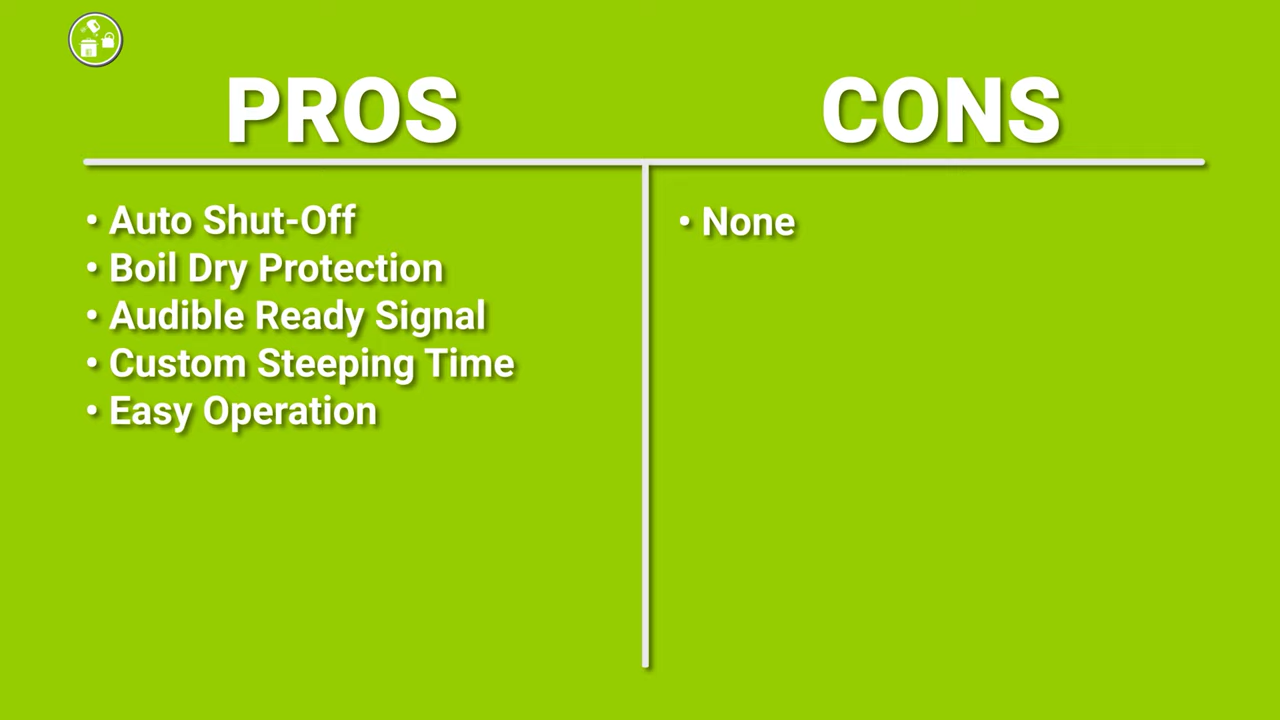 PROS
CONS
• Auto Shut-Off
• Boil Dry Protection
• Audible Ready Signal
• Custom Steeping Time
• Easy Operation
• None